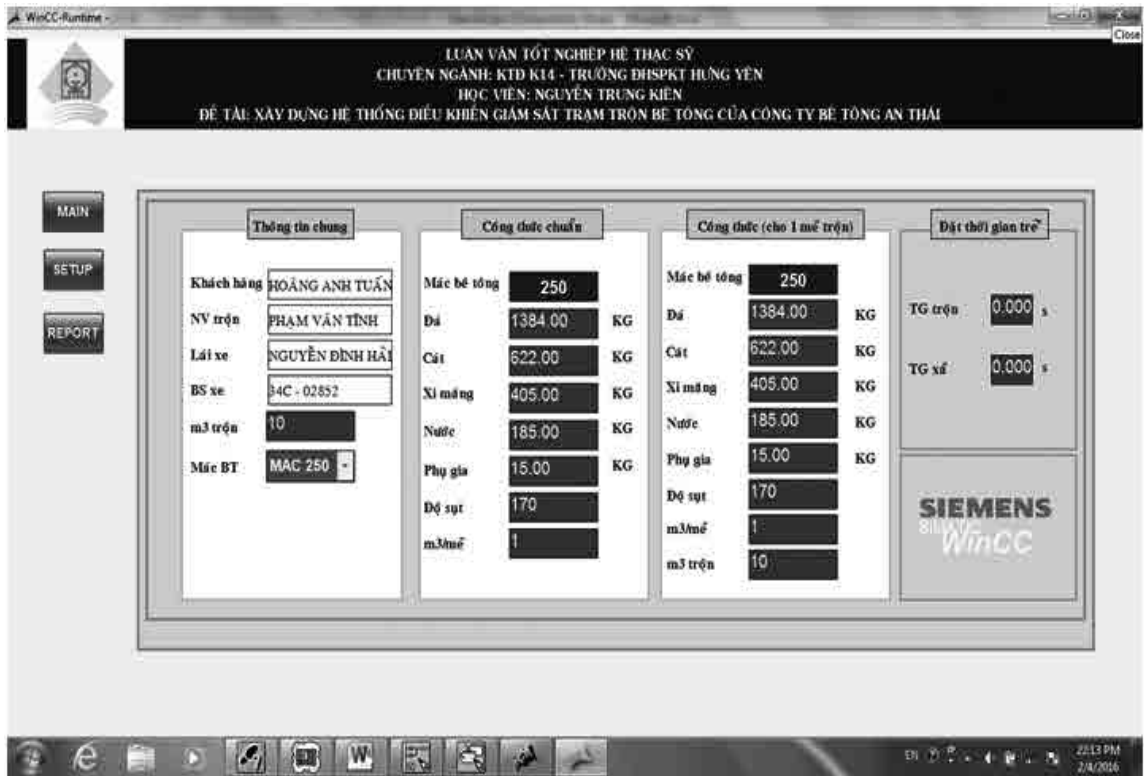 WinCC-Runtime -
Close
LUẬN VĂN TỐT NGHIỆP HỆ THẠC SỸ
CHUYÊN NGÀNH: KTĐ K14 - TRƯỜNG ĐHSPKT HƯNG YÊN
HỌC VIÊN: NGUYỄN TRUNG KIÊN
ĐỀ TÀI: XÂY DỰNG HỆ THỐNG ĐIỀU KHIỂN GIÁM SÁT TRẠM TRỘN BÊ TÔNG CỦA CÔNG TY BÊ TÔNG AN THÁI
MAIN
SETUP
REPORT
Thông tin chung
Khách hàng HOÀNG ANH TUẤN
NV trộn PHẠM VĂN TĨNH
Lái xe NGUYỄN ĐÌNH HẢI
BS xe 34C - 02852
m3 trộn 10
Mác BT MAC 250
Công thức chuẩn
Mác bê tông 250
Đá 1384.00 KG
Cát 622.00 KG
Xi măng 405.00 KG
Nước 185.00 KG
Phụ gia 15.00 KG
Độ sụt 170
m3/mẻ 1
Công thức (cho 1 mẻ trộn)
Mác bê tông 250
Đá 1384.00 KG
Cát 622.00 KG
Xi măng 405.00 KG
Nước 185.00 KG
Phụ gia 15.00 KG
Độ sụt 170
m3/mẻ 1
m3 trộn 10
Đặt thời gian trễ
TG trộn 0.000 s
TG xả 0.000 s
SIEMENS
SIMATIC
WinCC
EN
22:13 PM
2/4/2016